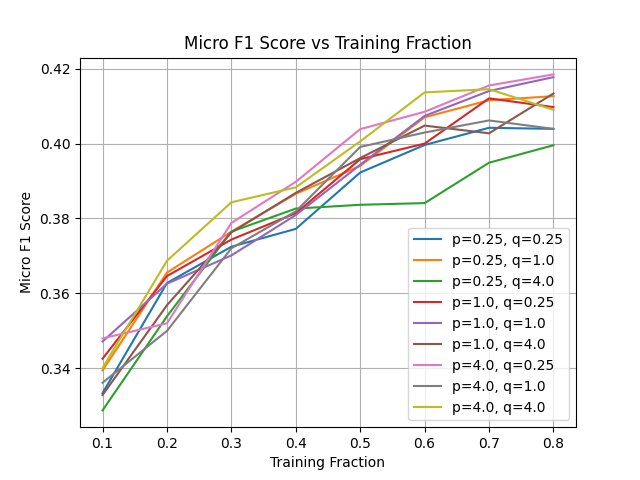 Micro F1 Score vs Training Fraction
0.42
0.40
0.38
0.36
0.34
Micro F1 Score
p=0.25, q=0.25
p=0.25, q=1.0
p=0.25, q=4.0
p=1.0, q=0.25
p=1.0, q=1.0
p=1.0, q=4.0
p=4.0, q=0.25
p=4.0, q=1.0
p=4.0, q=4.0
0.1 0.2 0.3 0.4 0.5 0.6 0.7 0.8
Training Fraction